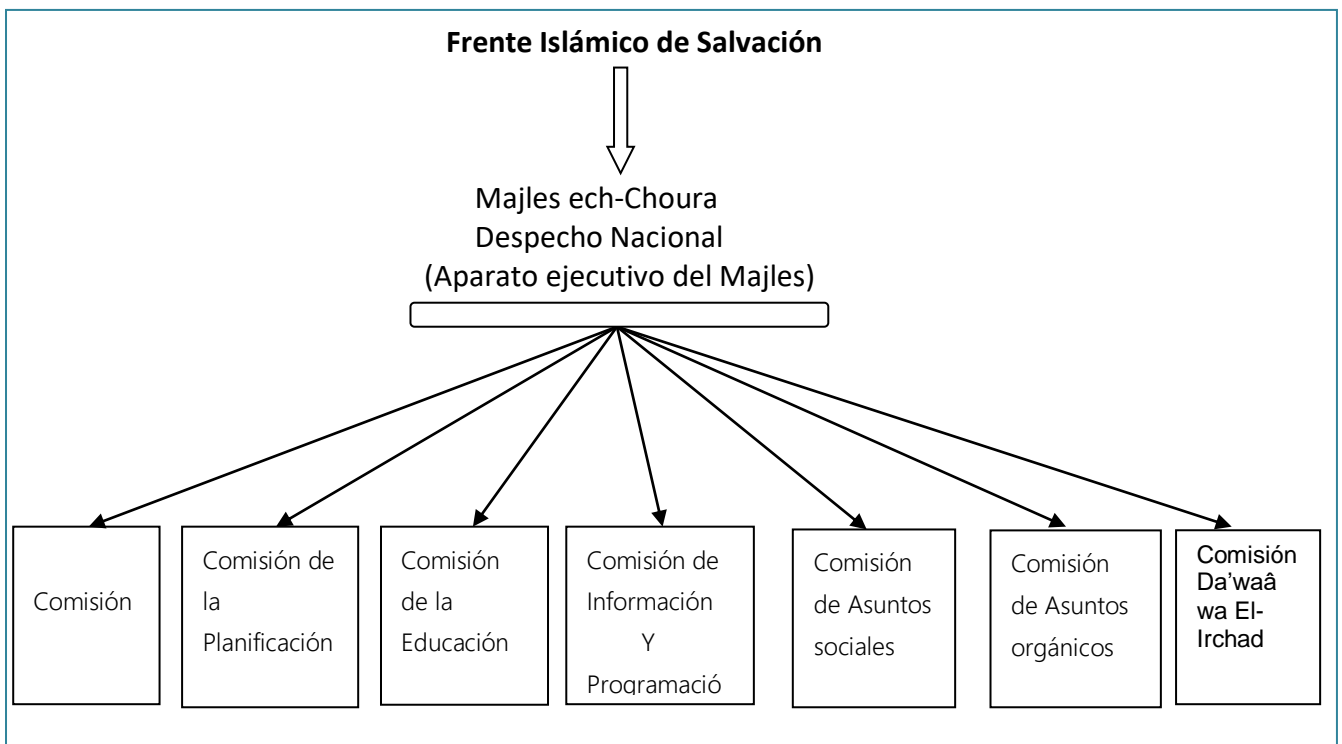 Frente Islámico de Salvación
Majles ech-Choura
Despecho Nacional
(Aparato ejecutivo del Majles)
Comisión
Comisión de
la
Planificación
Comisión
de la
Educación
Comisión de
Información
Y
Programació
Comisión
de Asuntos
sociales
Comisión
de Asuntos
orgánicos
Comisión
Da’waâ
wa El-
Irchad